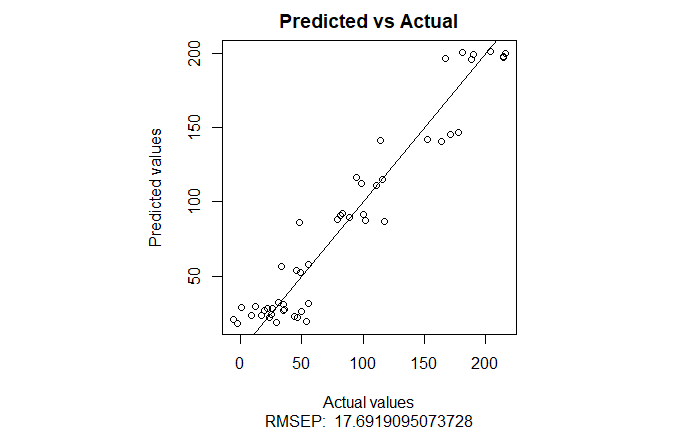 Predicted vs Actual
Predicted values
200
150
100
50
0 50 100 150 200
Actual values
RMSEP: 17.6919095073728